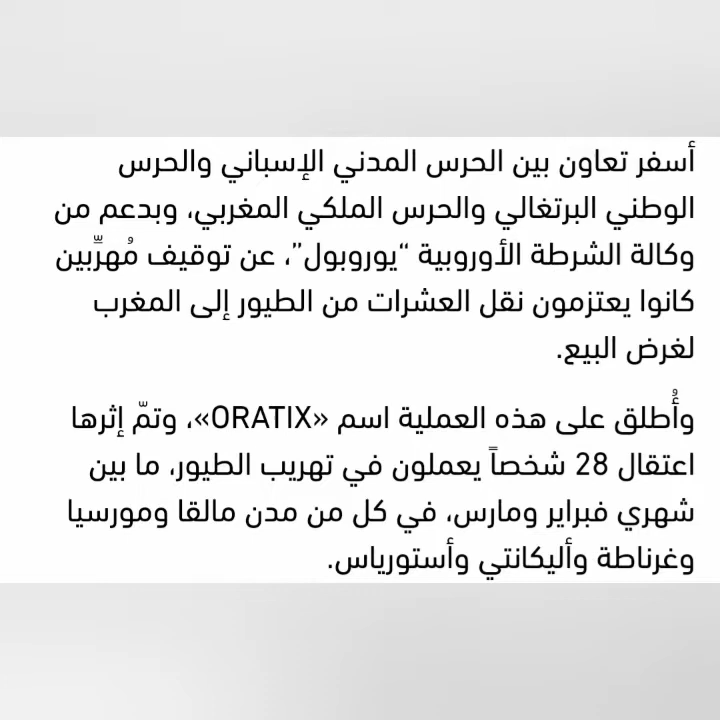 أسفر تعاون بين الحرس المدني الإسباني والحرس
الوطني البرتغالي والحرس الملكي المغربي، وبدعم من
وكالة الشرطة الأوروبية “يوروبول”، عن توقيف مُهرِّبين
كانوا يعتزمون نقل العشرات من الطيور إلى المغرب
لغرض البيع.
وأُطلق على هذه العملية اسم «ORATIX»، وتمّ إثرها
اعتقال 28 شخصاً يعملون في تهريب الطيور، ما بين
شهري فبراير ومارس، في كل من مدن مالقا ومورسيا
وغرناطة وأليكانتي وأستورياس.